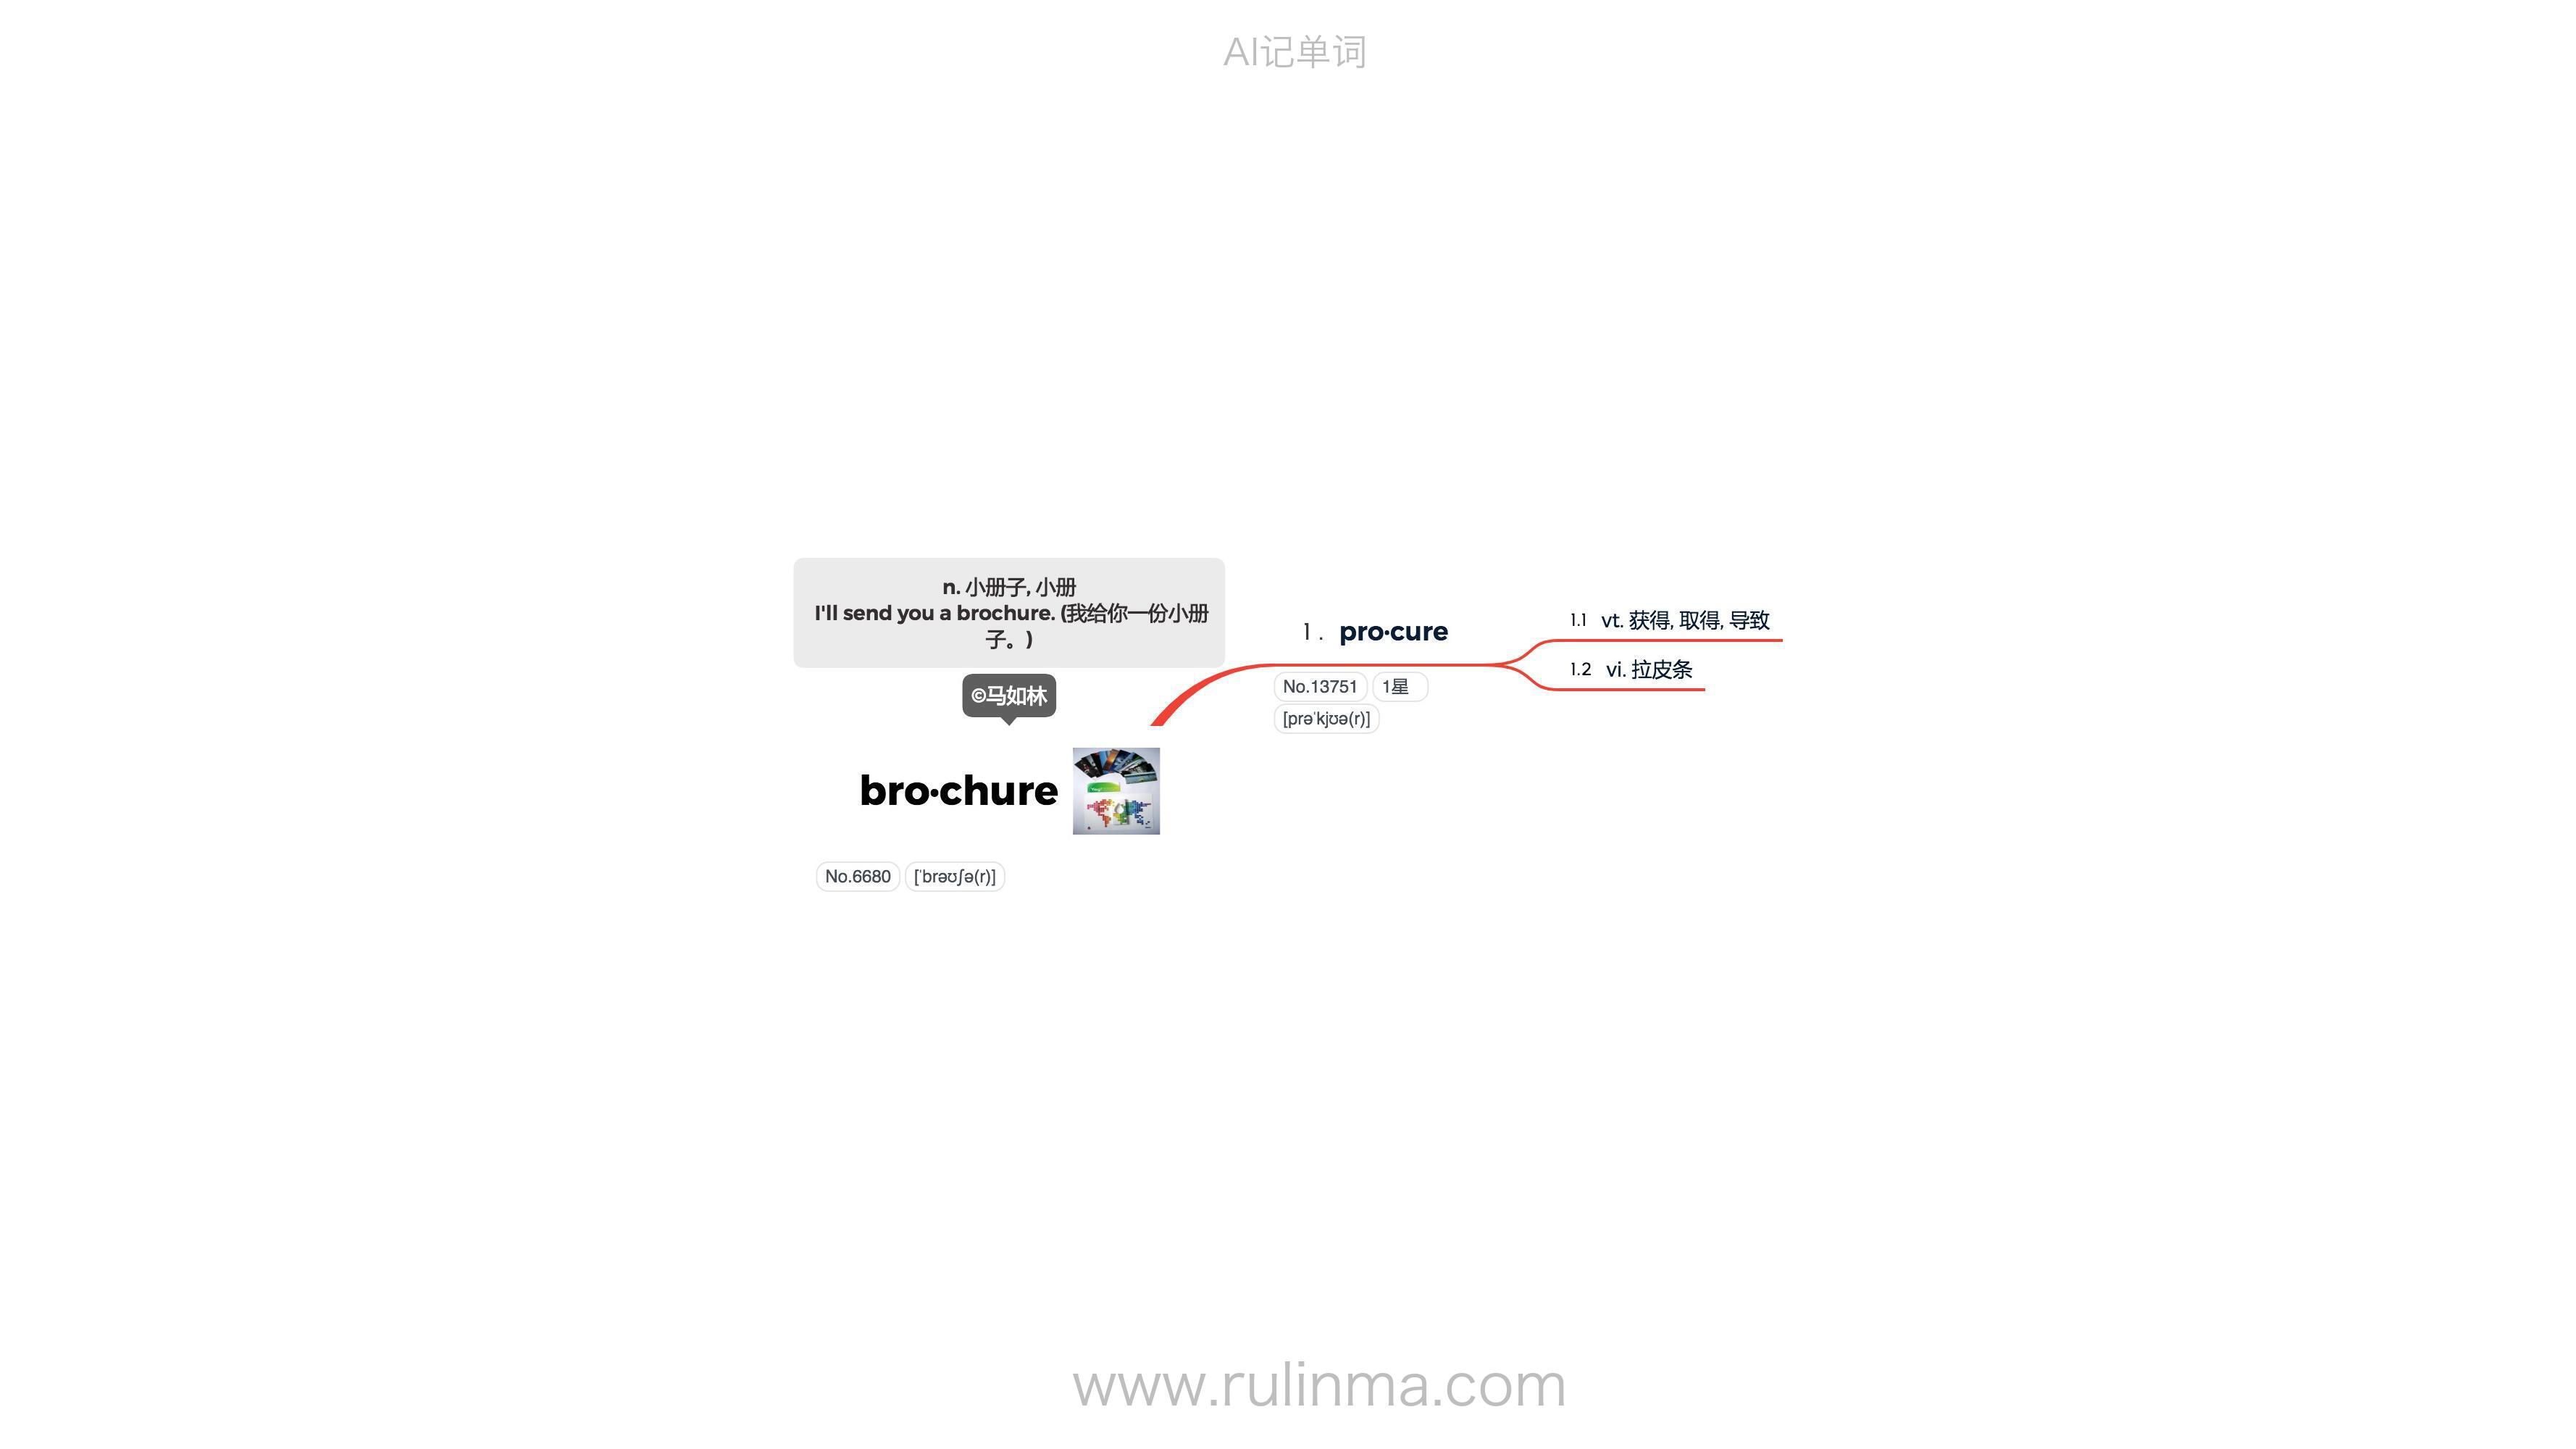 AI记单词
n. 小册子, 小册
I'll send you a brochure. (我给你一份小册
子。)
©马如林
bro·chure
No.6680 [ˈbrəʊʃə(r)]
1. pro·cure
No.13751 1星
[prəˈkjʊə(r)]
1.1 vt. 获得, 取得, 导致
1.2 vi. 拉皮条
www.rulinma.com